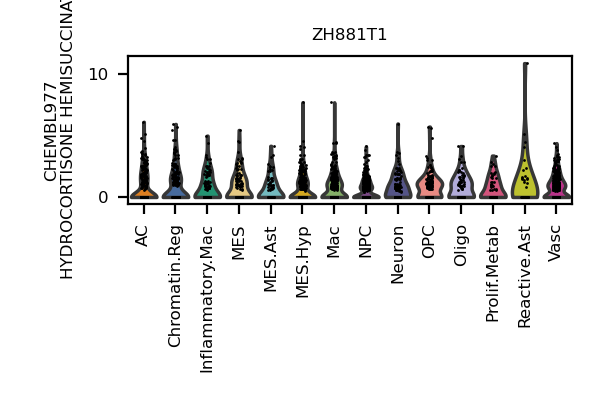 ZH881T1
CHEMBL977
HYDROCORTISONE HEMISUCCINA
10
0
AC
Chromatin.Reg
Inflammatory.Mac
MES
MES.Ast
MES.Hyp
Mac
NPC
Neuron
OPC
Oligo
Prolif.Metab
Reactive.Ast
Vasc